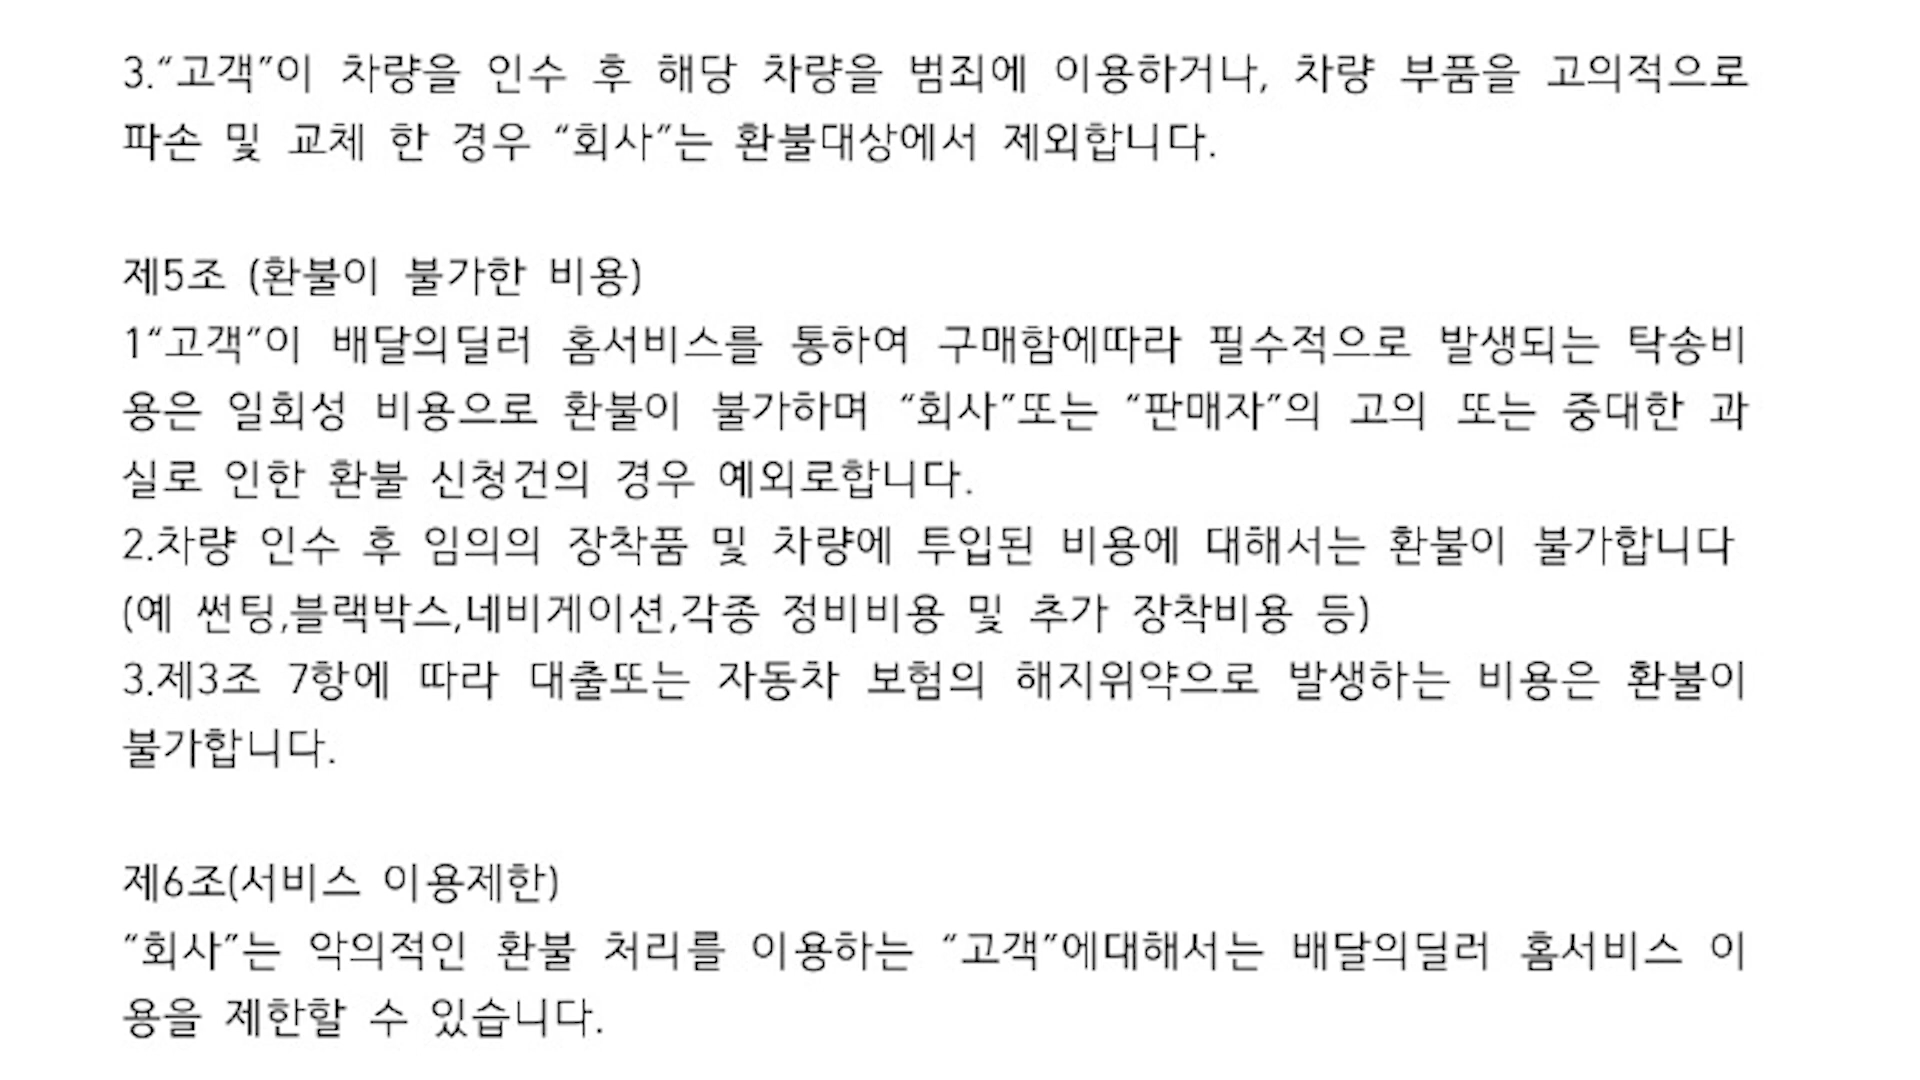 3.“고객”이 차량을 인수 후 해당 차량을 범죄에 이용하거나, 차량 부품을 고의적으로
파손 및 교체 한 경우 “회사”는 환불대상에서 제외합니다.
제5조 (환불이 불가한 비용)
1“고객”이 배달의딜러 홈서비스를 통하여 구매함에따라 필수적으로 발생되는 탁송비
용은 일회성 비용으로 환불이 불가하며 “회사”또는 “판매자”의 고의 또는 중대한 과
실로 인한 환불 신청건의 경우 예외로합니다.
2.차량 인수 후 임의의 장착품 및 차량에 투입된 비용에 대해서는 환불이 불가합니다
(예 썬팅,블랙박스,네비게이션,각종 정비비용 및 추가 장착비용 등)
3.제3조 7항에 따라 대출또는 자동차 보험의 해지위약으로 발생하는 비용은 환불이
불가합니다.
제6조(서비스 이용제한)
“회사”는 악의적인 환불 처리를 이용하는 “고객”에대해서는 배달의딜러 홈서비스 이
용을 제한할 수 있습니다.